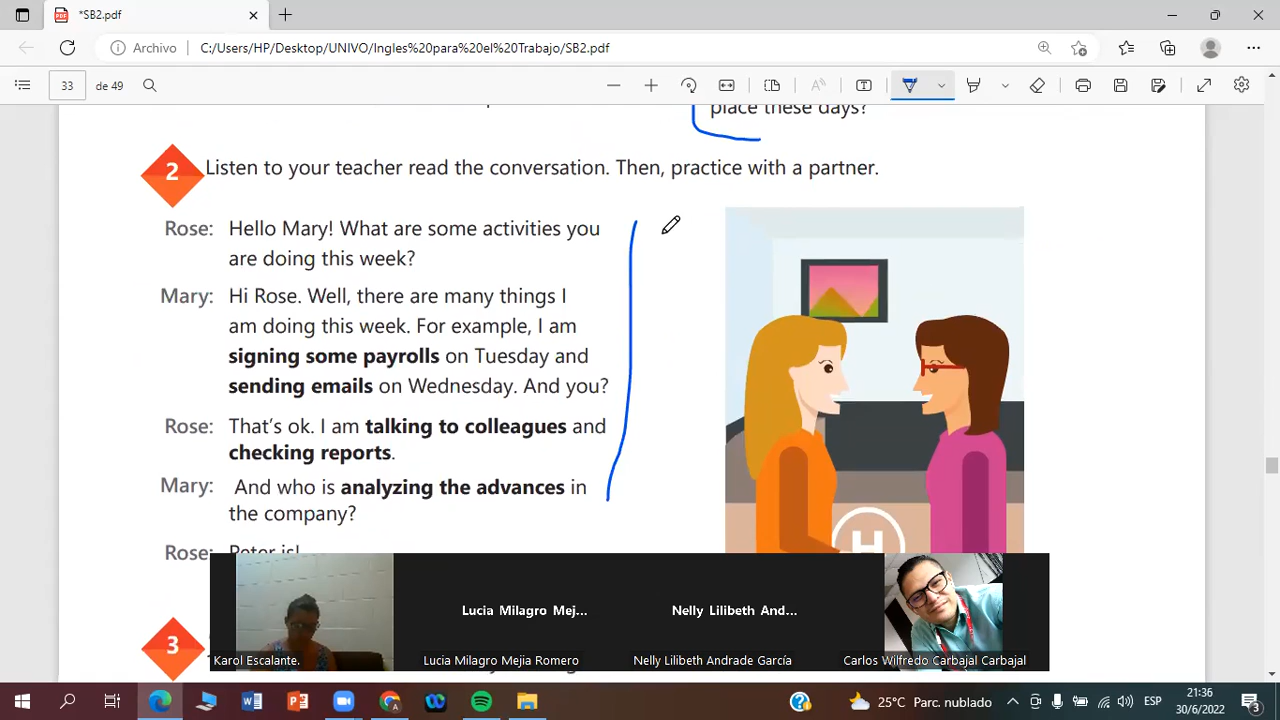 *SB2.pdf
Archivo
C:/Users/HP/Desktop/UNIVO/Ingles%20para%20el%20Trabajo/SB2.pdf
33
de 49
place these days?
2
Listen to your teacher read the conversation. Then, practice with a partner.
Rose: Hello Mary! What are some activities you
are doing this week?
Mary: Hi Rose. Well, there are many things I
am doing this week. For example, I am
signing some payrolls on Tuesday and
sending emails on Wednesday. And you?
Rose: That's ok. I am talking to colleagues and
checking reports.
Mary: And who is analyzing the advances in
the company?
Rose: Peter is!
H
3
Lucia Milagro Mej...
Nelly Lilibeth And...
Karol Escalante.
Lucia Milagro Mejia Romero
Nelly Lilibeth Andrade García
Carlos Wilfredo Carbajal Carbajal
25°C Parc. nublado
ESP
21:36
30/6/2022
3